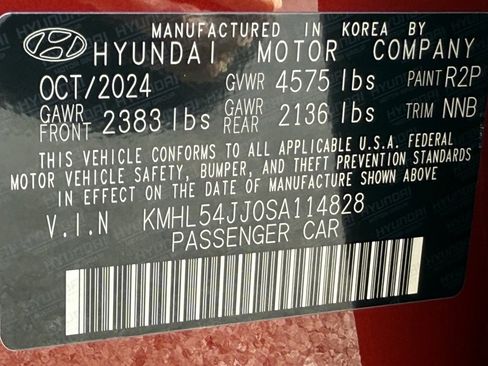 MANUFACTURED IN KOREA BY
HYUNDAI MOTOR COMPANY
OCT/2024 GVWR 4575 lbs PAINT R2P
GAWR FRONT 2383 lbs GAWR REAR 2136 lbs TRIM NNB
THIS VEHICLE CONFORMS TO ALL APPLICABLE U.S.A. FEDERAL
MOTOR VEHICLE SAFETY, BUMPER, AND THEFT PREVENTION STANDARDS
IN EFFECT ON THE DATE OF MANUFACTURE SHOWN ABOVE.
V.I.N KMHL54JJ0SA114828
PASSENGER CAR